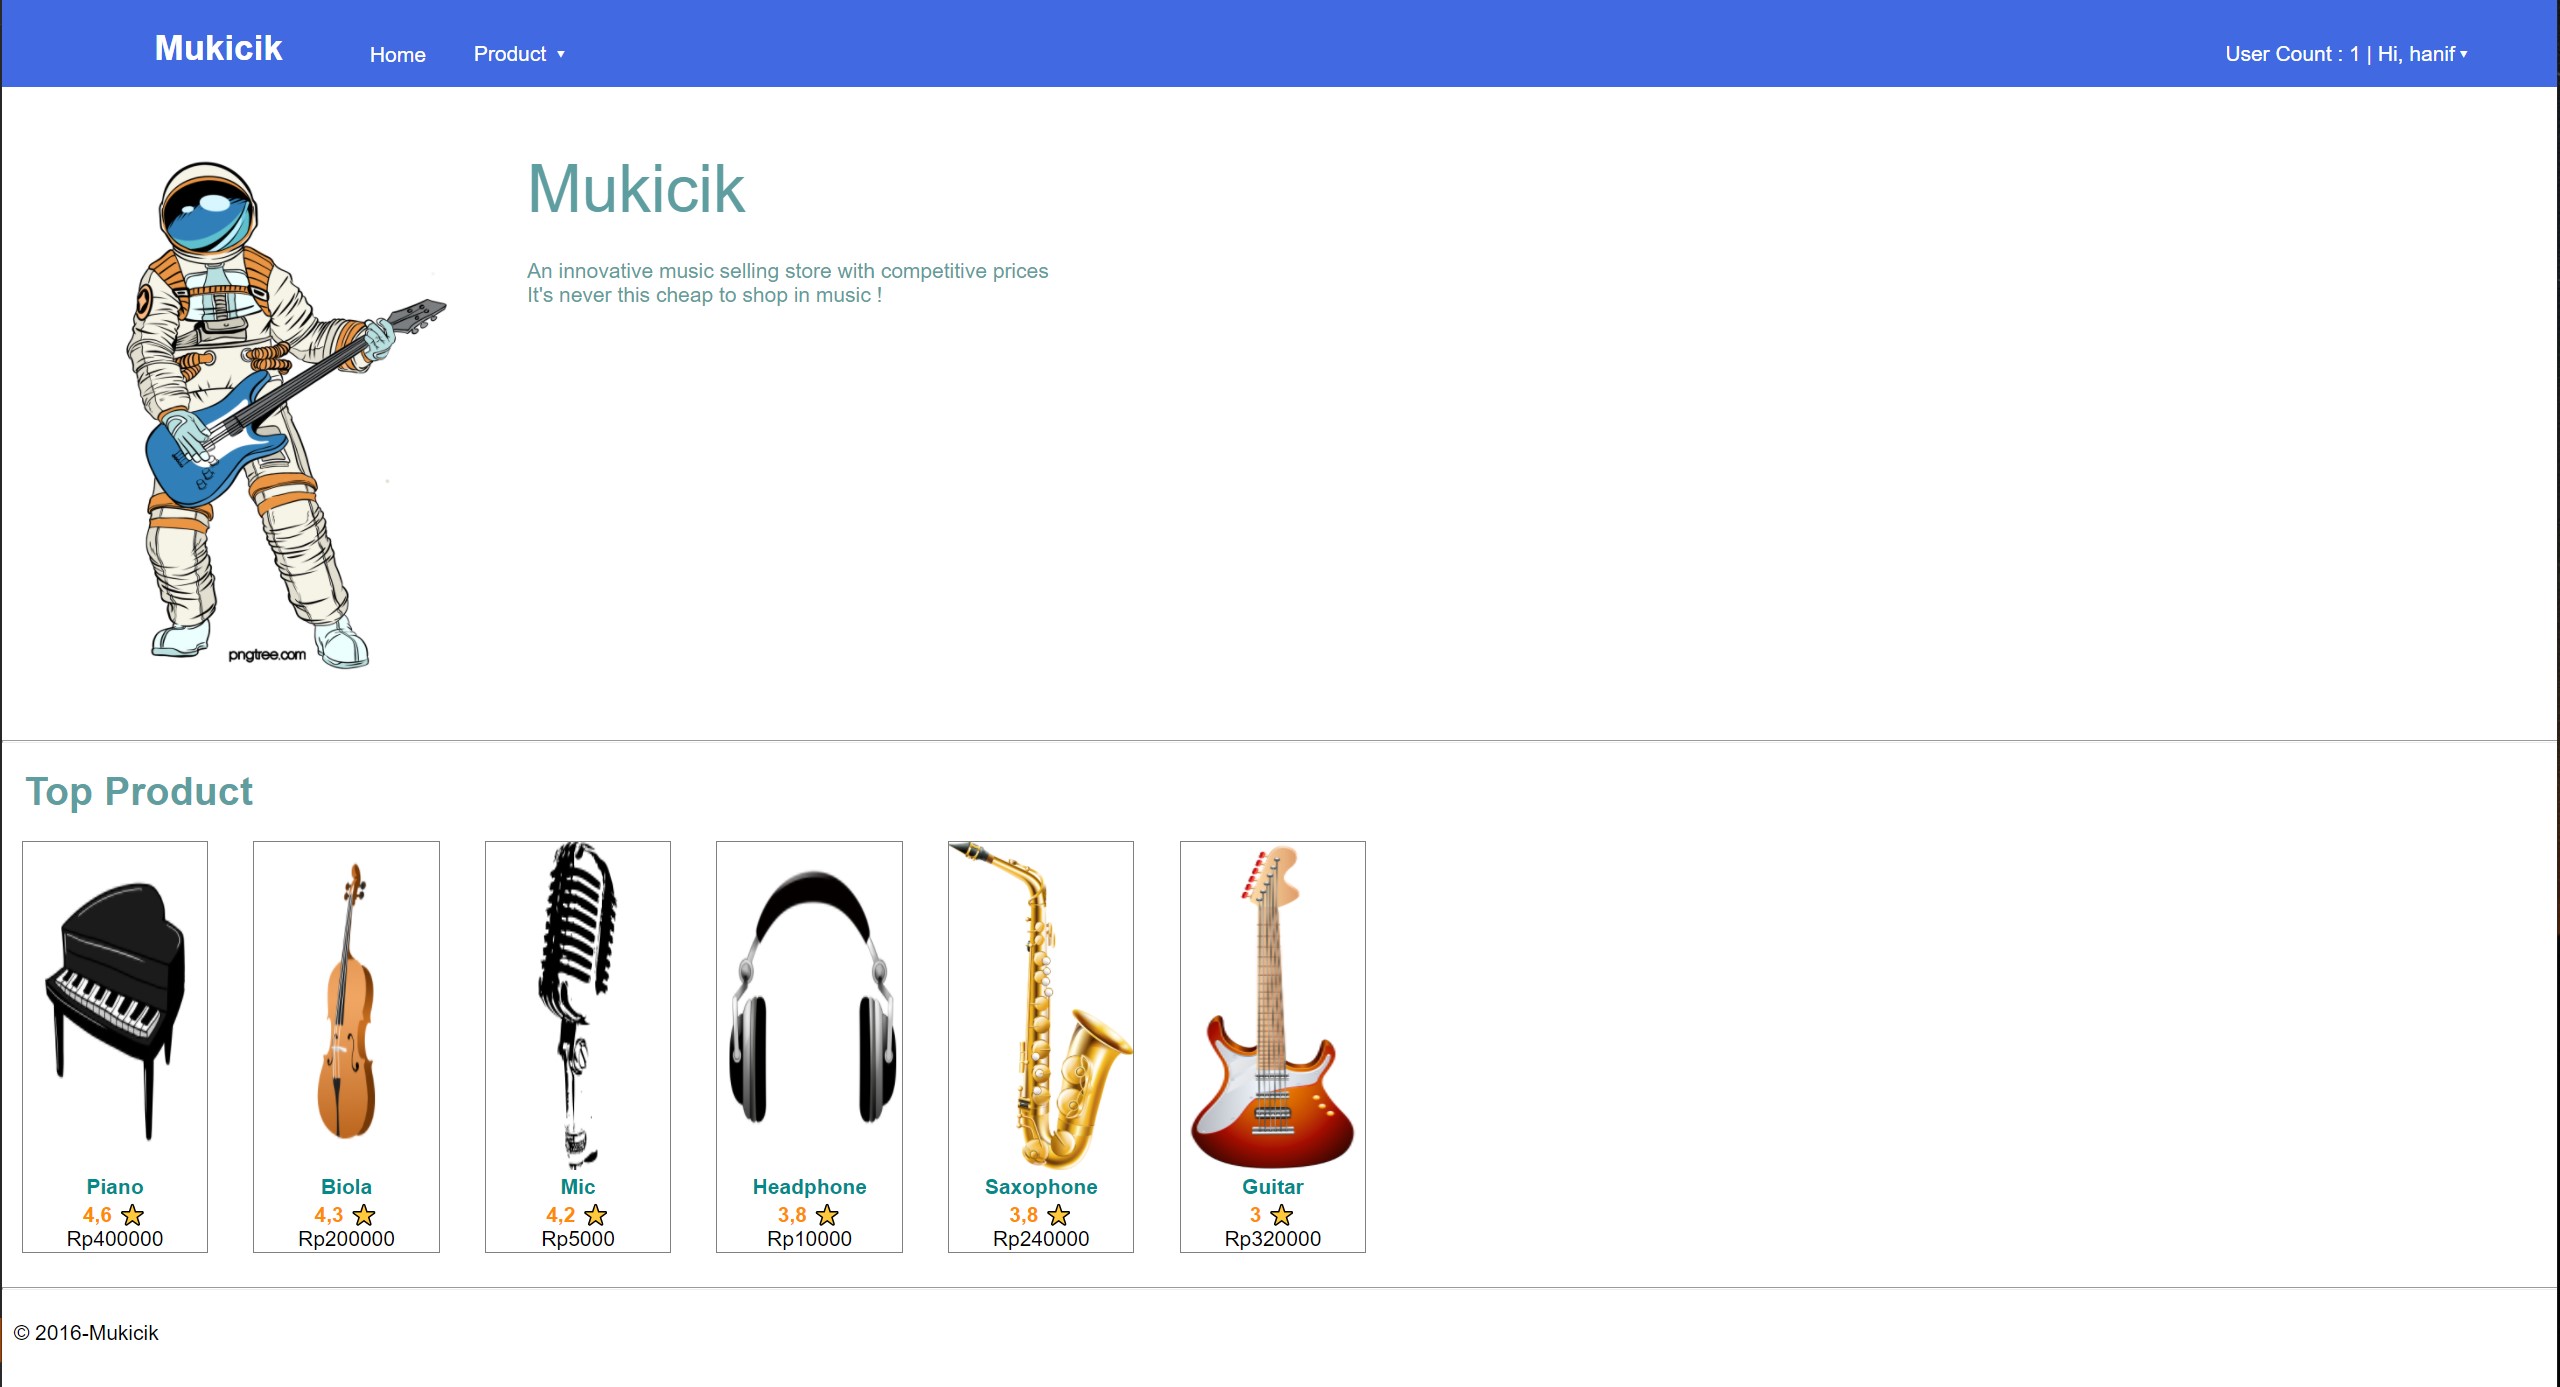 Mukicik Home Product ▾ User Count : 1 | Hi, hanif ▾
Mukicik
An innovative music selling store with competitive prices
It's never this cheap to shop in music !
pngtree.com
Top Product
Piano
4,6
Rp400000
Biola
4,3
Rp200000
Mic
4,2
Rp5000
Headphone
3,8
Rp10000
Saxophone
3,8
Rp240000
Guitar
3
Rp320000
© 2016-Mukicik